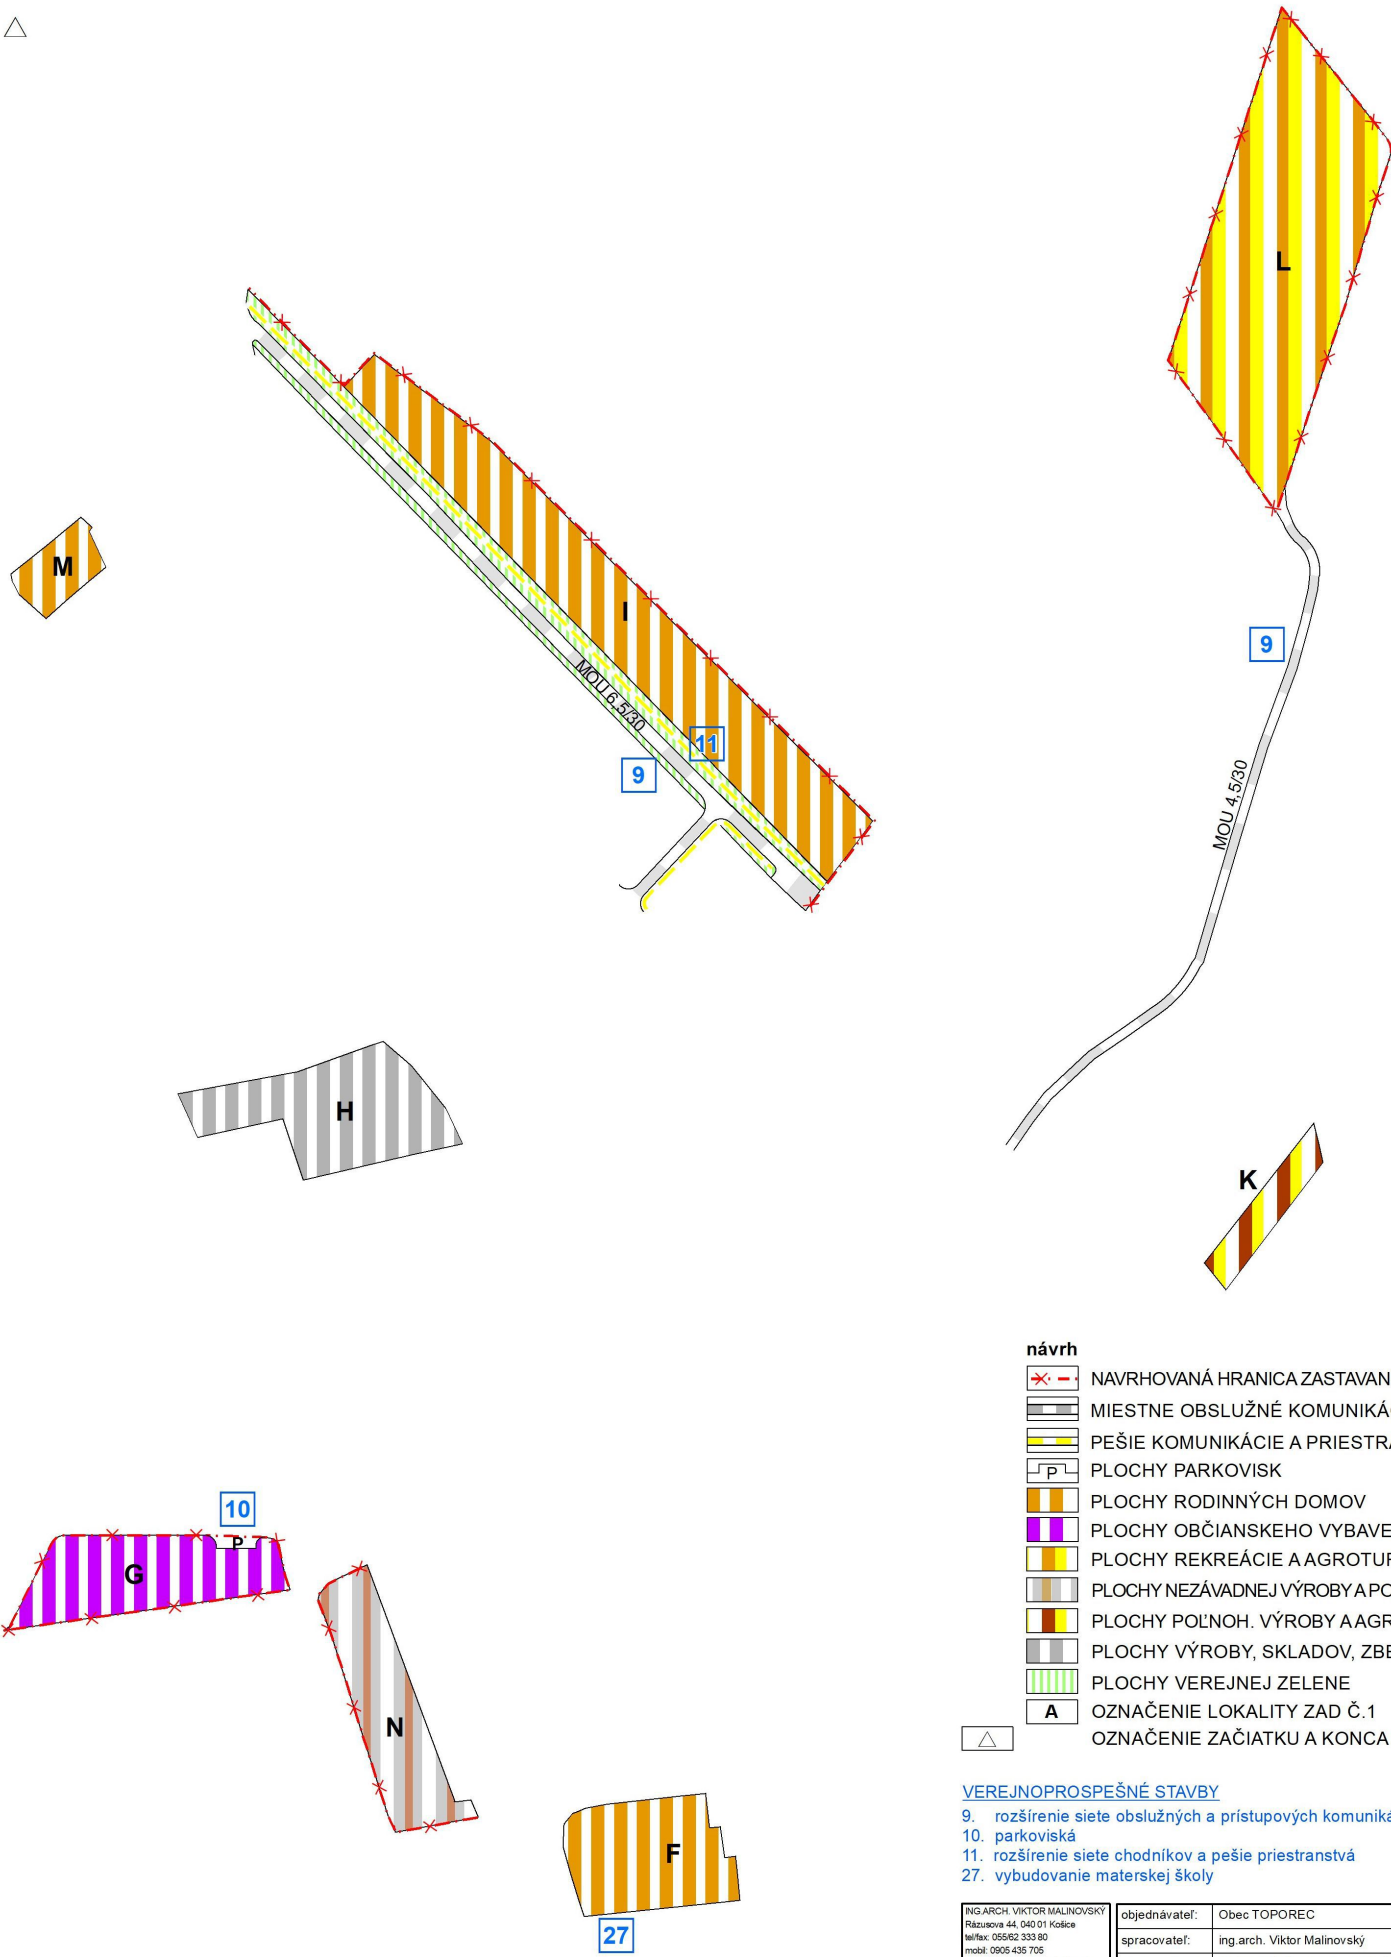 L
M
I
9
MOU 6,5/30
11
9
MOU 4,5/30
H
K
návrh
NAVRHOVANÁ HRANICA ZASTAVAN
MIESTNE OBSLUŽNÉ KOMUNIKÁ
PEŠIE KOMUNIKÁCIE A PRIESTRA
P PLOCHY PARKOVISK
PLOCHY RODINNÝCH DOMOV
PLOCHY OBČIANSKEHO VYBAVE
PLOCHY REKREÁCIE A AGROTUR
PLOCHY NEZÁVADNEJ VÝROBY A PO
PLOCHY POĽNOH. VÝROBY A AGR
PLOCHY VÝROBY, SKLADOV, ZBE
PLOCHY VEREJNEJ ZELENE
A OZNAČENIE LOKALITY ZAD Č.1
OZNAČENIE ZAČIATKU A KONCA
10
P
G
N
F
27
VEREJNOPROSPEŠNÉ STAVBY
9. rozšírenie siete obslužných a prístupových komuniká
10. parkoviská
11. rozšírenie siete chodníkov a pešie priestranstvá
27. vybudovanie materskej školy
ING.ARCH. VIKTOR MALINOVSKÝ
Rázusova 44, 040 01 Košice
tel/fax: 055/62 333 80
mobil: 0905 435 705
objednávateľ: Obec TOPOREC
spracovateľ: ing.arch. Viktor Malinovský